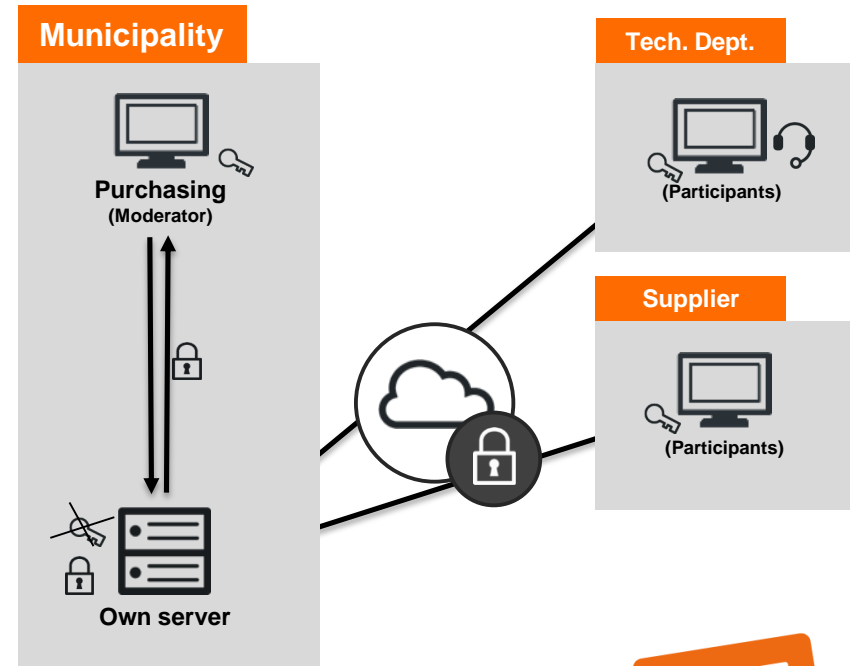 Municipality
Purchasing
(Moderator)
Own server
Tech. Dept.
(Participants)
Supplier
(Participants)